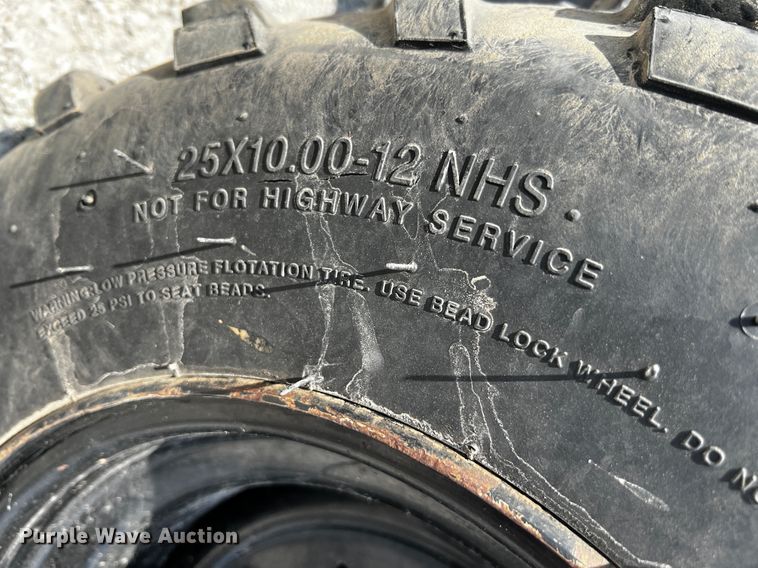 25X10.00-12 NHS
NOT FOR HIGHWAY SERVICE
WARNING: LOW PRESSURE FLOTATION TIRE. USE BEAD LOCK WHEEL. DO NO
EXCEED 25 PSI TO SEAT BEADS.
Purple Wave Auction